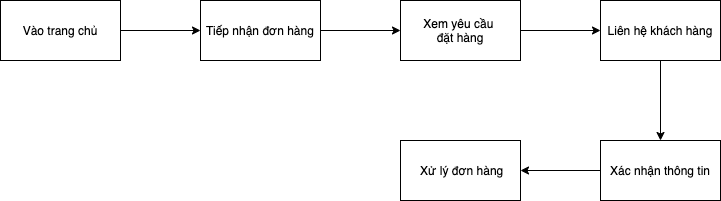 Vào trang chủ
Tiếp nhận đơn hàng
Xem yêu cầu
đặt hàng
Liên hệ khách hàng
Xác nhận thông tin
Xử lý đơn hàng